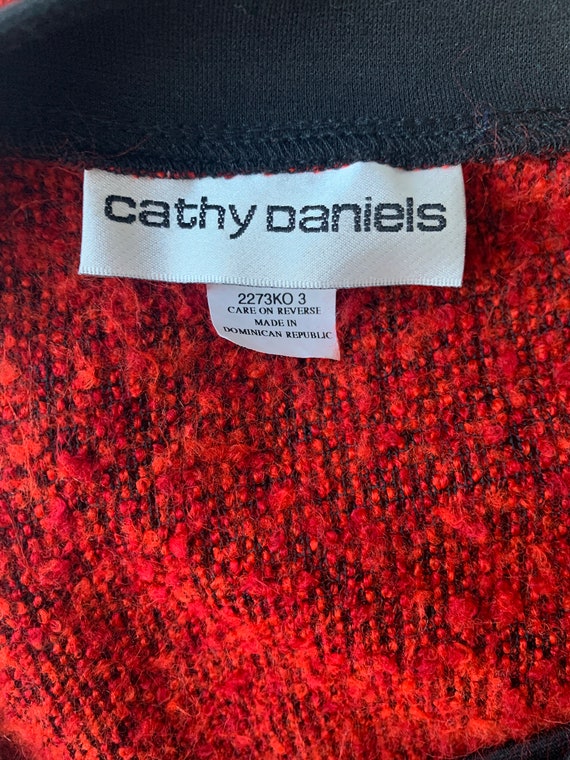 cathy Daniels
2273KO 3
CARE ON REVERSE
MADE IN
DOMINICAN REPUBLIC